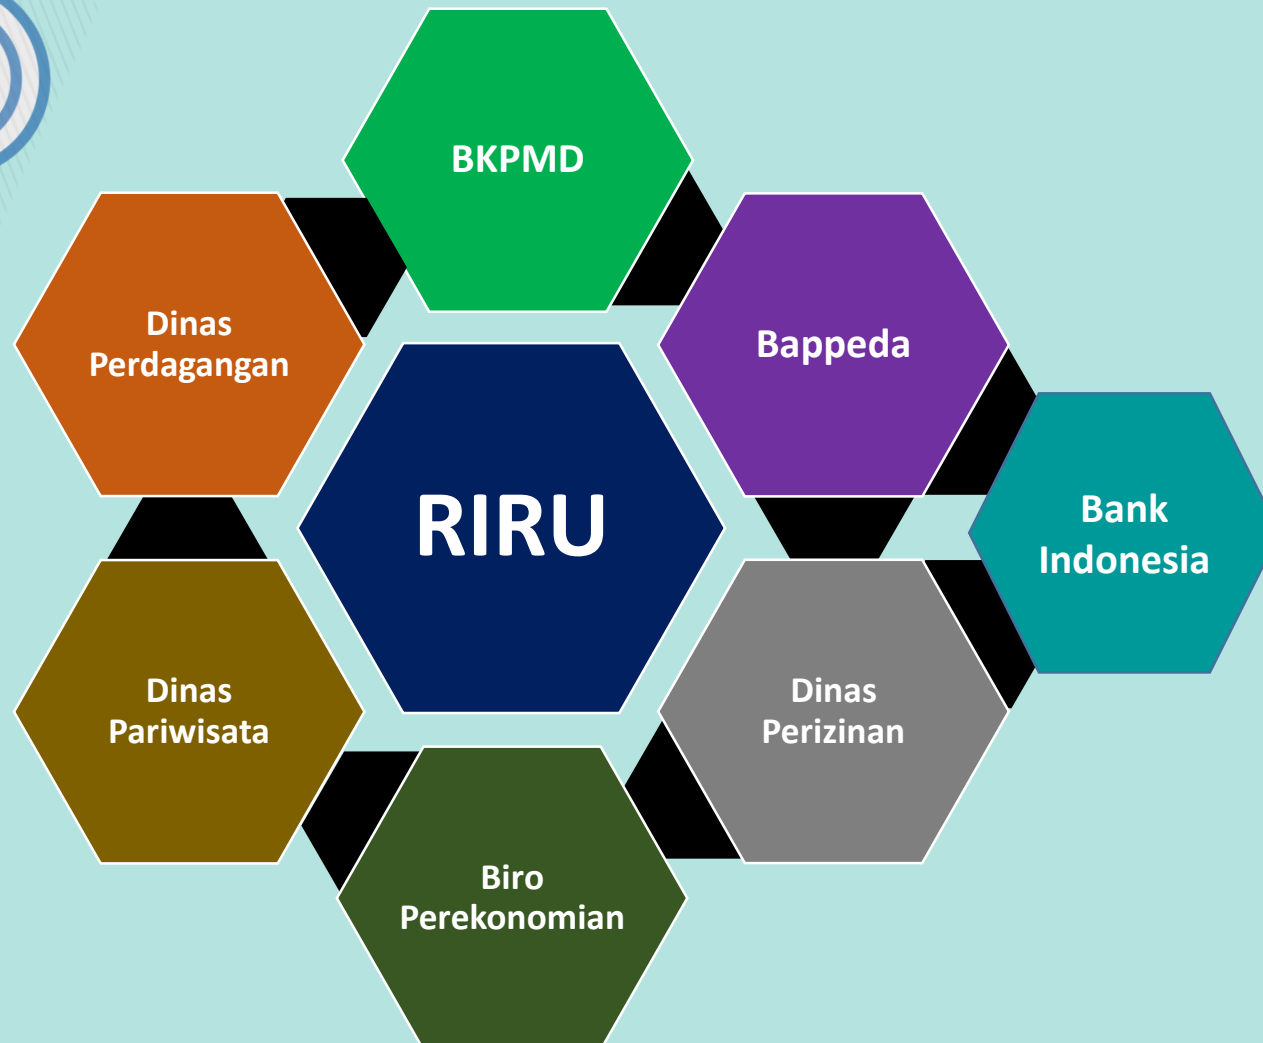 BKPMD
Dinas
Perdagangan
Bappeda
RIRU
Bank
Indonesia
Dinas
Pariwisata
Dinas
Perizinan
Biro
Perekonomian